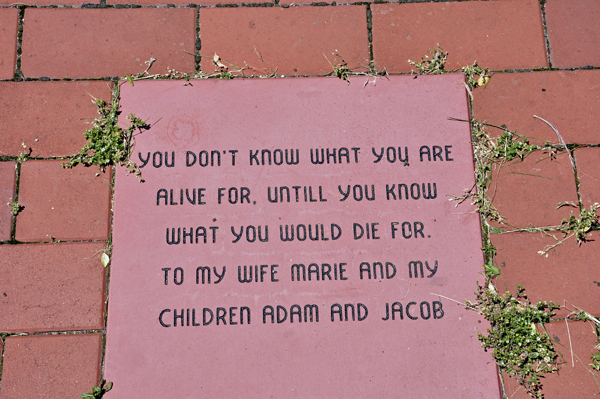 YOU DON'T KNOW WHAT YOU ARE
ALIVE FOR, UNTILL YOU KNOW
WHAT YOU WOULD DIE FOR.
TO MY WIFE MARIE AND MY
CHILDREN ADAM AND JACOB